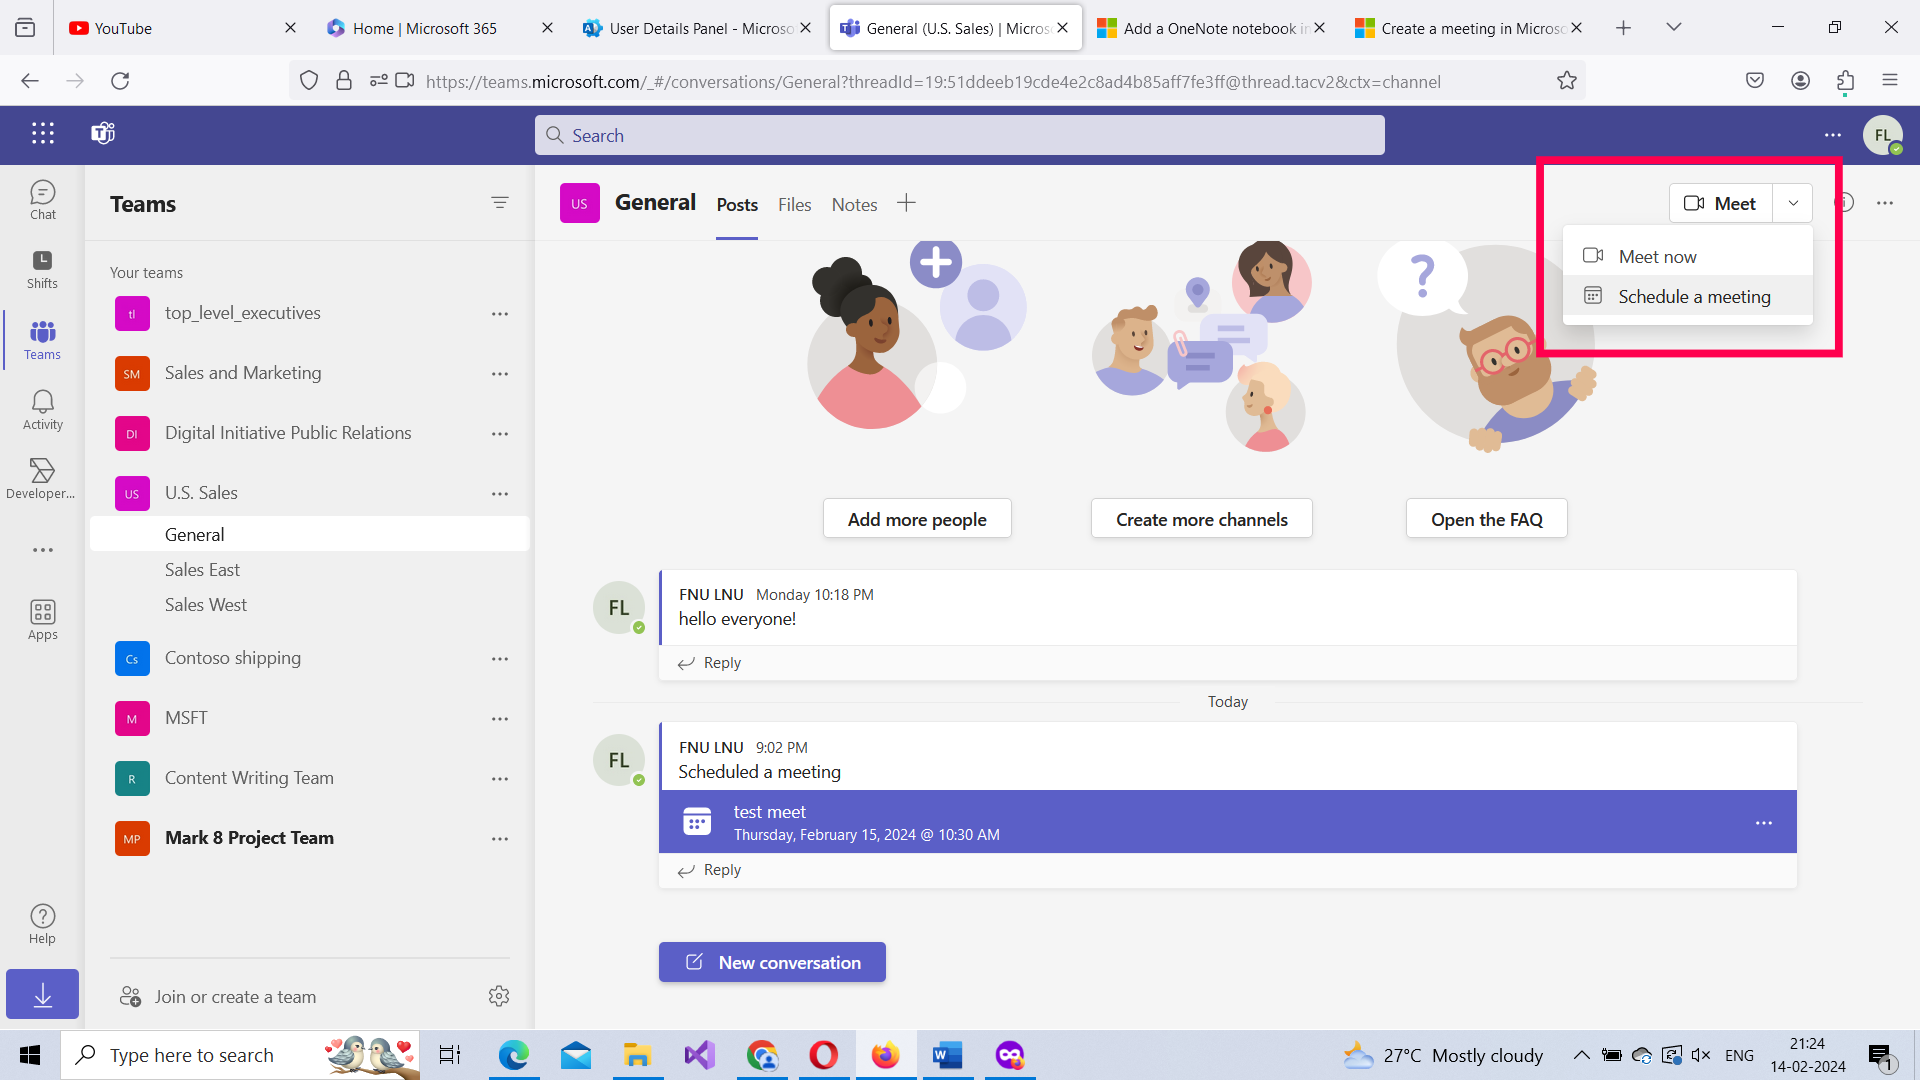 YouTube
Home | Microsoft 365
User Details Panel - Microso
General (U.S. Sales) | Micros
Add a OneNote notebook in
Create a meeting in Microso
https://teams.microsoft.com/_#/conversations/General?threadId=19:51ddeeb19cde4e2c8ad4b85aff7fe3ff@thread.tacv2&ctx=channel
Search
FL
Chat
Shifts
Teams
Activity
Developer...
Apps
Help
Teams
Your teams
tl top_level_executives
SM Sales and Marketing
DI Digital Initiative Public Relations
US U.S. Sales
General
Sales East
Sales West
Cs Contoso shipping
M MSFT
R Content Writing Team
MP Mark 8 Project Team
Join or create a team
US General Posts Files Notes
Meet
Meet now
Schedule a meeting
Add more people
Create more channels
Open the FAQ
FL
FNU LNU Monday 10:18 PM
hello everyone!
Reply
Today
FL
FNU LNU 9:02 PM
Scheduled a meeting
test meet
Thursday, February 15, 2024 @ 10:30 AM
Reply
New conversation
Type here to search
27°C Mostly cloudy
ENG
21:24
14-02-2024
1